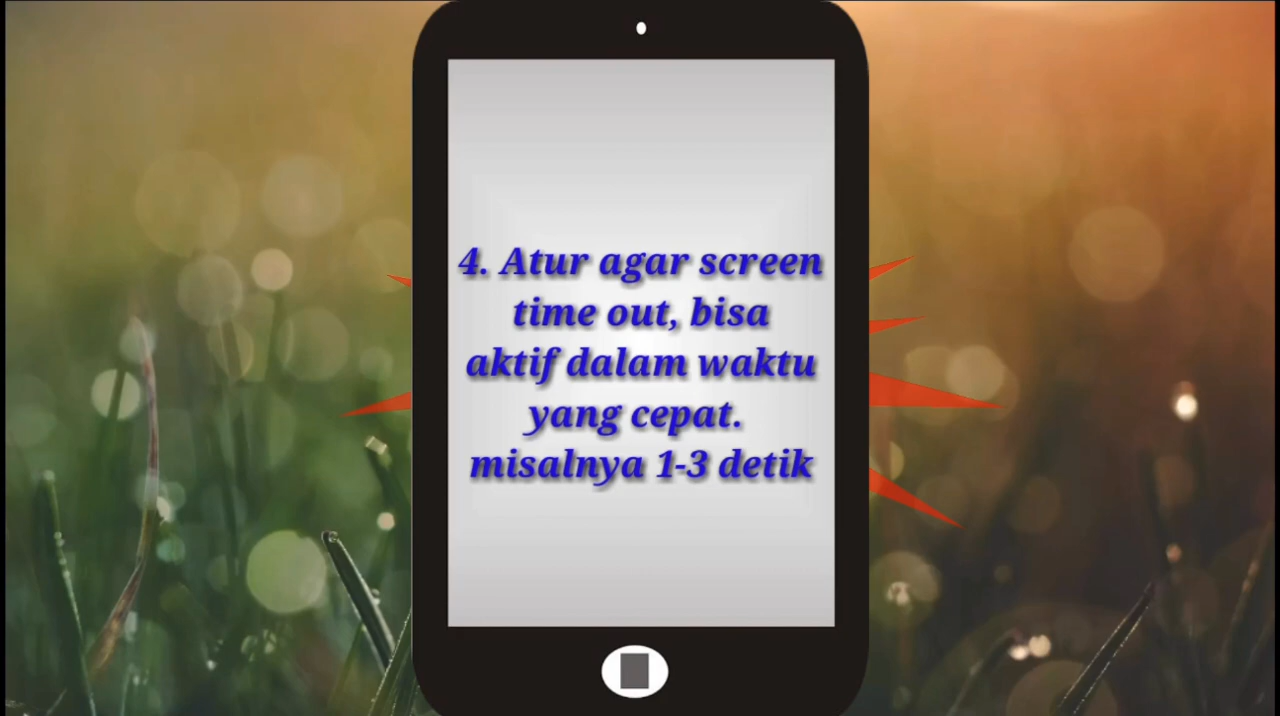 4. Atur agar screen
time out, bisa
aktif dalam waktu
yang cepat.
misalnya 1-3 detik